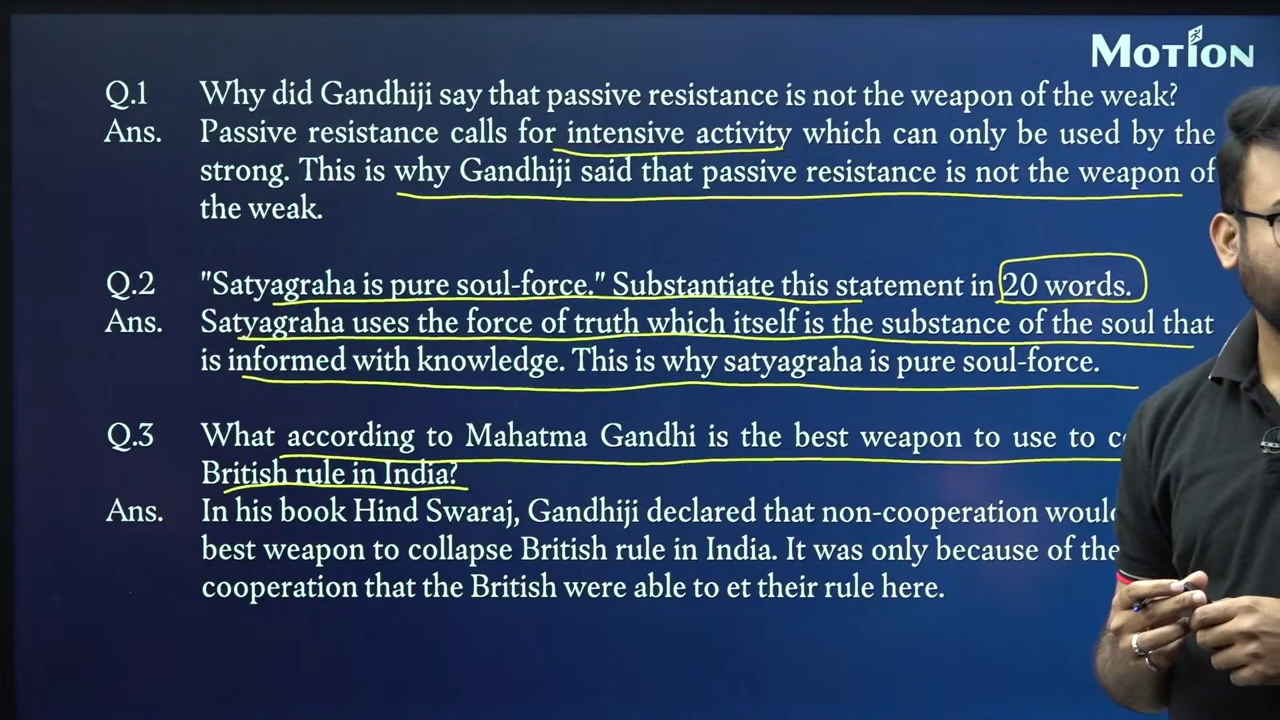 MOTION
Q.1 Why did Gandhiji say that passive resistance is not the weapon of the weak?
Ans. Passive resistance calls for intensive activity which can only be used by the
strong. This is why Gandhiji said that passive resistance is not the weapon of
the weak.
Q.2 "Satyagraha is pure soul-force." Substantiate this statement in 20 words.
Ans. Satyagraha uses the force of truth which itself is the substance of the soul that
is informed with knowledge. This is why satyagraha is pure soul-force.
Q.3 What according to Mahatma Gandhi is the best weapon to use to
British rule in India?
Ans. In his book Hind Swaraj, Gandhiji declared that non-cooperation would
best weapon to collapse British rule in India. It was only because of the
cooperation that the British were able to et their rule here.